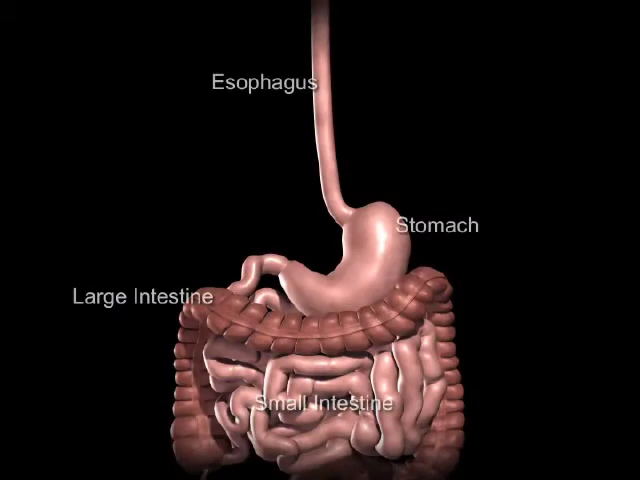 Esophagus
Stomach
Large Intestine
Small Intestine